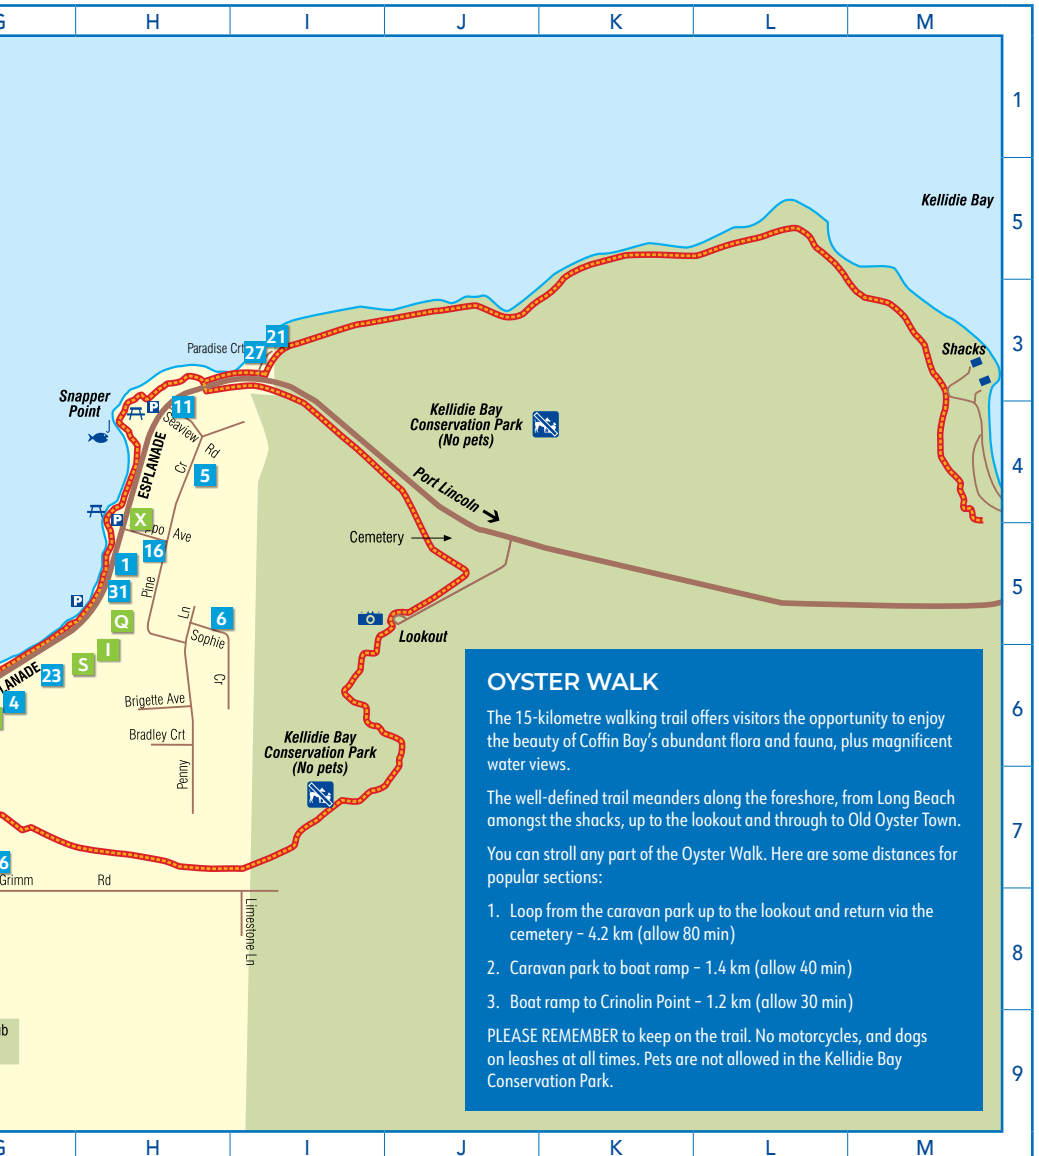 G H I J K L M
1
Kellidie Bay
5
21
Paradise Crt
27
3
Shacks
Snapper
Point
J
P
11
Kellidie Bay
Conservation Park
(No pets)
Seaview
Rd
ESPLANADE
Cr
5
4
Port Lincoln
P
X
po Ave
Cemetery
16
1
Pine
31
5
P
Q
Ln
6
Sophie
Lookout
I
S
LANADE
23
4
Cr
Brigette Ave
6
Bradley Crt
Penny
Kellidie Bay
Conservation Park
(No pets)
7
6
Grimm Rd
Limestone Ln
8
b
9
OYSTER WALK
The 15-kilometre walking trail offers visitors the opportunity to enjoy
the beauty of Coffin Bay's abundant flora and fauna, plus magnificent
water views.
The well-defined trail meanders along the foreshore, from Long Beach
amongst the shacks, up to the lookout and through to Old Oyster Town.
You can stroll any part of the Oyster Walk. Here are some distances for
popular sections:
1. Loop from the caravan park up to the lookout and return via the
cemetery – 4.2 km (allow 80 min)
2. Caravan park to boat ramp – 1.4 km (allow 40 min)
3. Boat ramp to Crinolin Point – 1.2 km (allow 30 min)
PLEASE REMEMBER to keep on the trail. No motorcycles, and dogs
on leashes at all times. Pets are not allowed in the Kellidie Bay
Conservation Park.
G H I J K L M